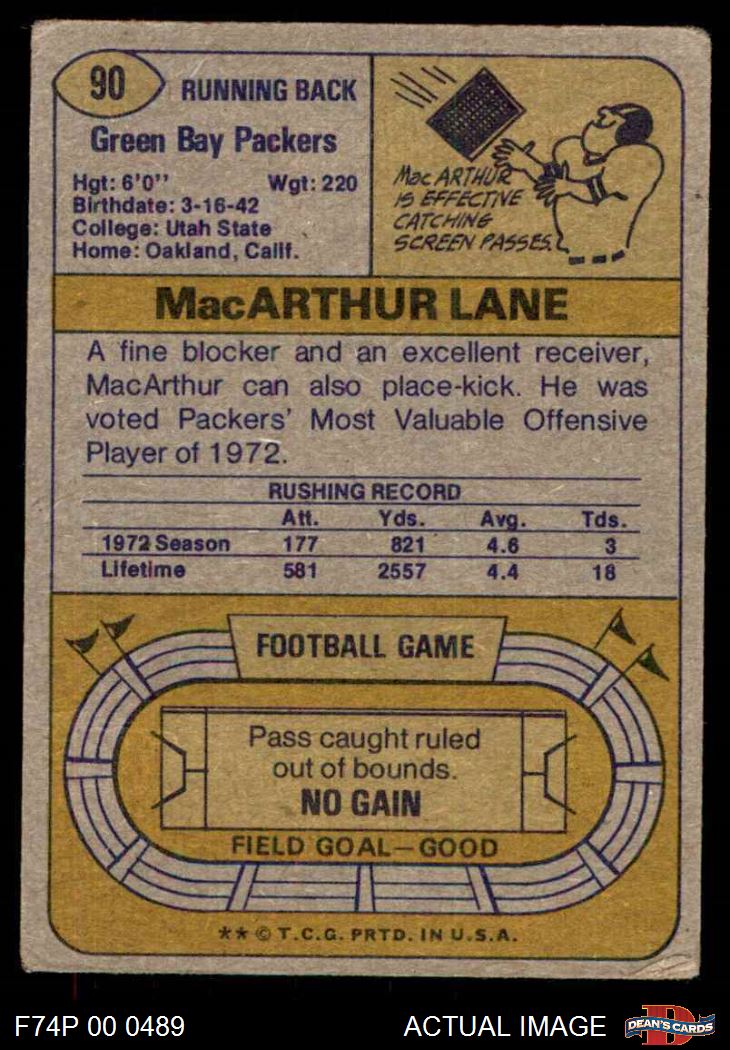 90
RUNNING BACK
Green Bay Packers
Hgt: 6'0" Wgt: 220
Birthdate: 3-16-42
College: Utah State
Home: Oakland, Calif.
MacARTHUR
IS EFFECTIVE
CATCHING
SCREEN PASSES.
MacARTHUR LANE
A fine blocker and an excellent receiver,
MacArthur can also place-kick. He was
voted Packers' Most Valuable Offensive
Player of 1972.
RUSHING RECORD
Att. Yds. Avg. Tds.
1972 Season 177 821 4.6 3
Lifetime 581 2557 4.4 18
FOOTBALL GAME
Pass caught ruled
out of bounds.
NO GAIN
FIELD GOAL—GOOD
** © T.C.G. PRTD. IN U.S.A.
F74P 00 0489 ACTUAL IMAGE
D
DEAN'S CARDS